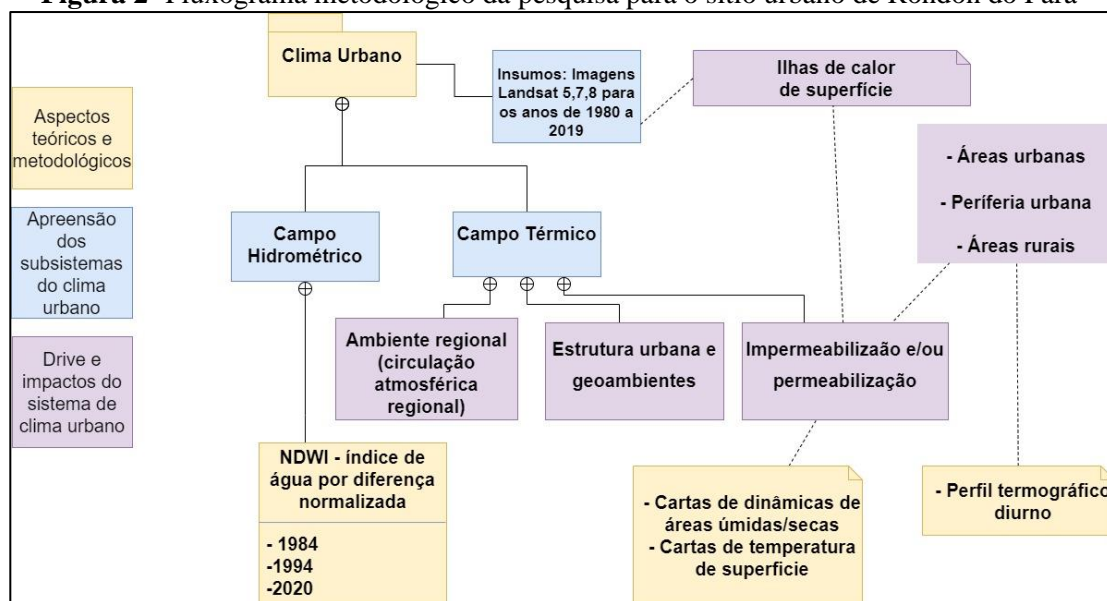 Figura 2- Fluxograma metodológico da pesquisa para o sítio urbano de Rondon do Pará
Aspectos
teóricos e
metodológicos
Apreensão
dos
subsistemas
do clima
urbano
Drive e
impactos do
sistema de
clima urbano
Clima Urbano
Insumos: Imagens
Landsat 5,7,8 para
os anos de 1980 a
2019
Ilhas de calor
de superfície
- Áreas urbanas
- Períferia urbana
- Áreas rurais
Campo
Hidrométrico
Campo Térmico
Ambiente regional
(circulação
atmosférica
regional)
Estrutura urbana e
geoambientes
Impermeabilizaão e/ou
permeabilização
NDWI - índice de
água por diferença
normalizada
- 1984
-1994
-2020
- Cartas de dinâmicas de
áreas úmidas/secas
- Cartas de temperatura
de superfície
- Perfil termográfico
diurno